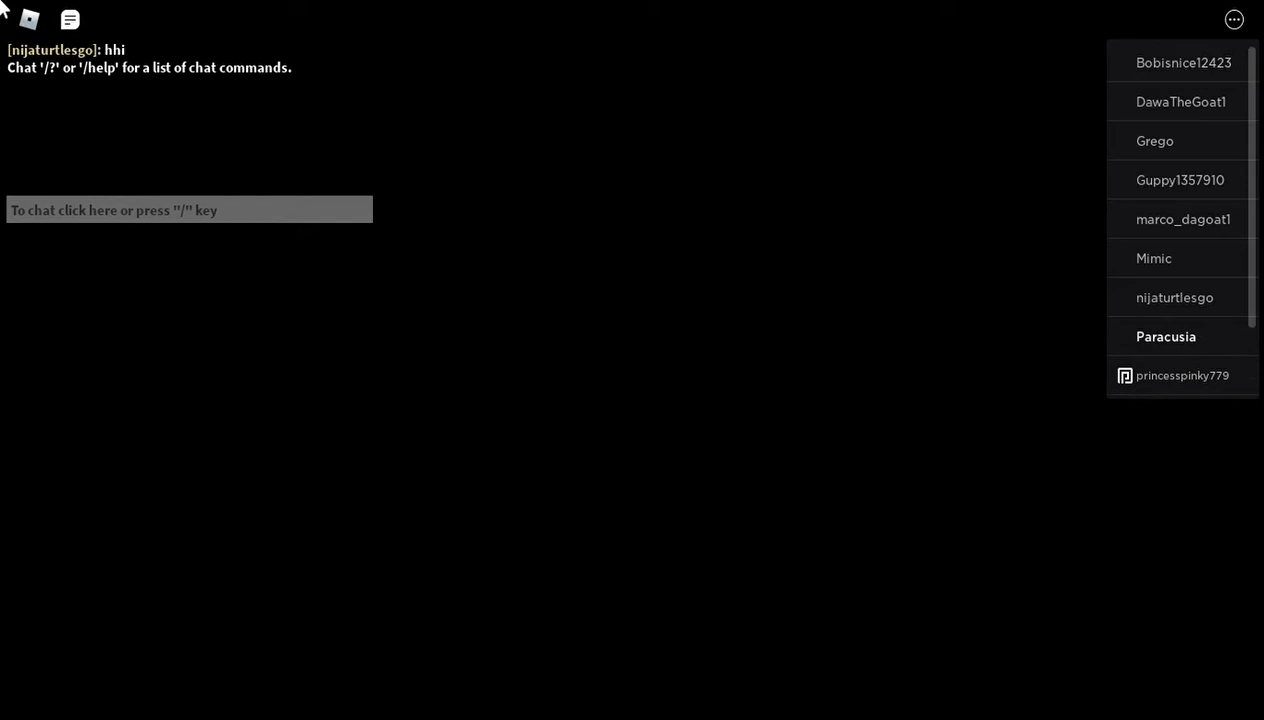 [nijaturtlesgo]: hhi
Chat '/?' or '/help' for a list of chat commands.
To chat click here or press "/" key
Bobisnice12423
DawaTheGoat1
Grego
Guppy1357910
marco_dagoat1
Mimic
nijaturtlesgo
Paracusia
princesspinky779